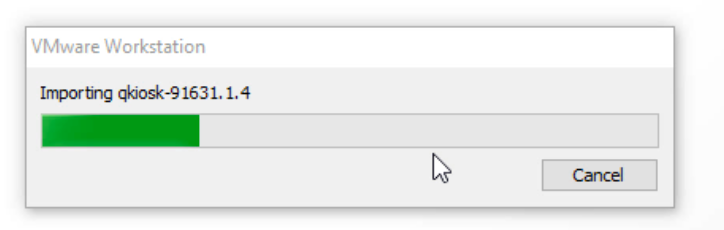 VMware Workstation
Importing qkiosk-91631.1.4
Cancel